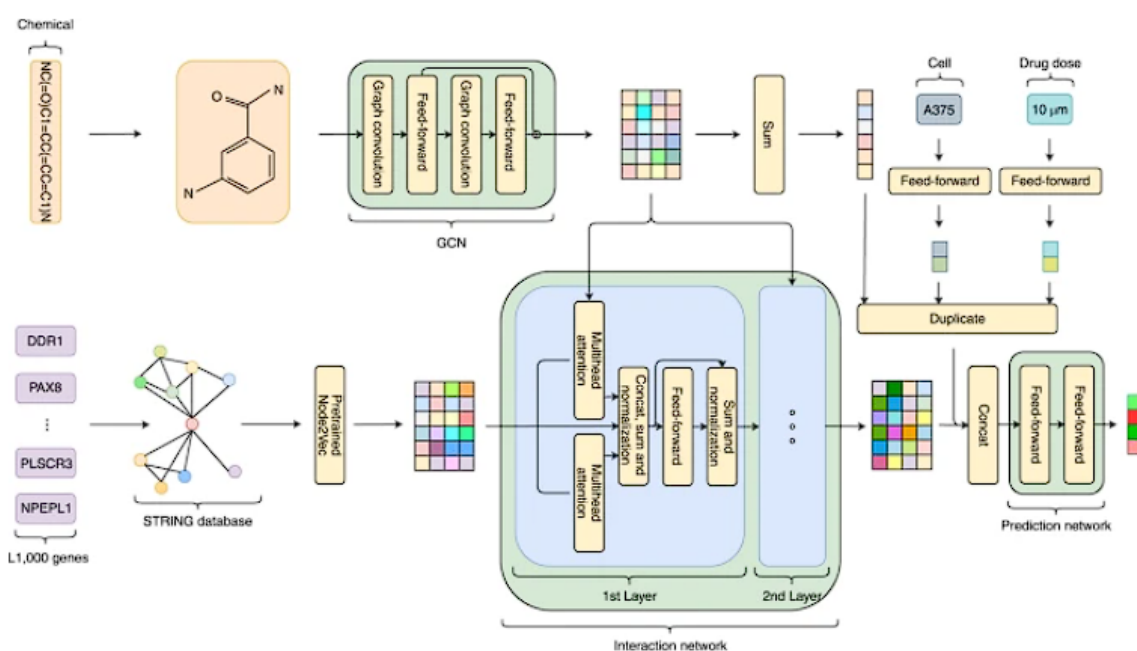 Chemical
NC(=O)C1=CC(=CC=C1)N
O
N
N
Graph convolution
Feed-forward
Graph convolution
Feed-forward
GCN
Sum
Cell
Drug dose
A375
10 μm
Feed-forward
Feed-forward
Duplicate
DDR1
PAX8
PLSCR3
NPEPL1
L1,000 genes
STRING database
Pretrained
Node2Vec
Multihead
attention
Multihead
attention
Concat, sum and
normalization
Feed-forward
Sum and
normalization
1st Layer
2nd Layer
Interaction network
Concat
Feed-forward
Feed-forward
Prediction network